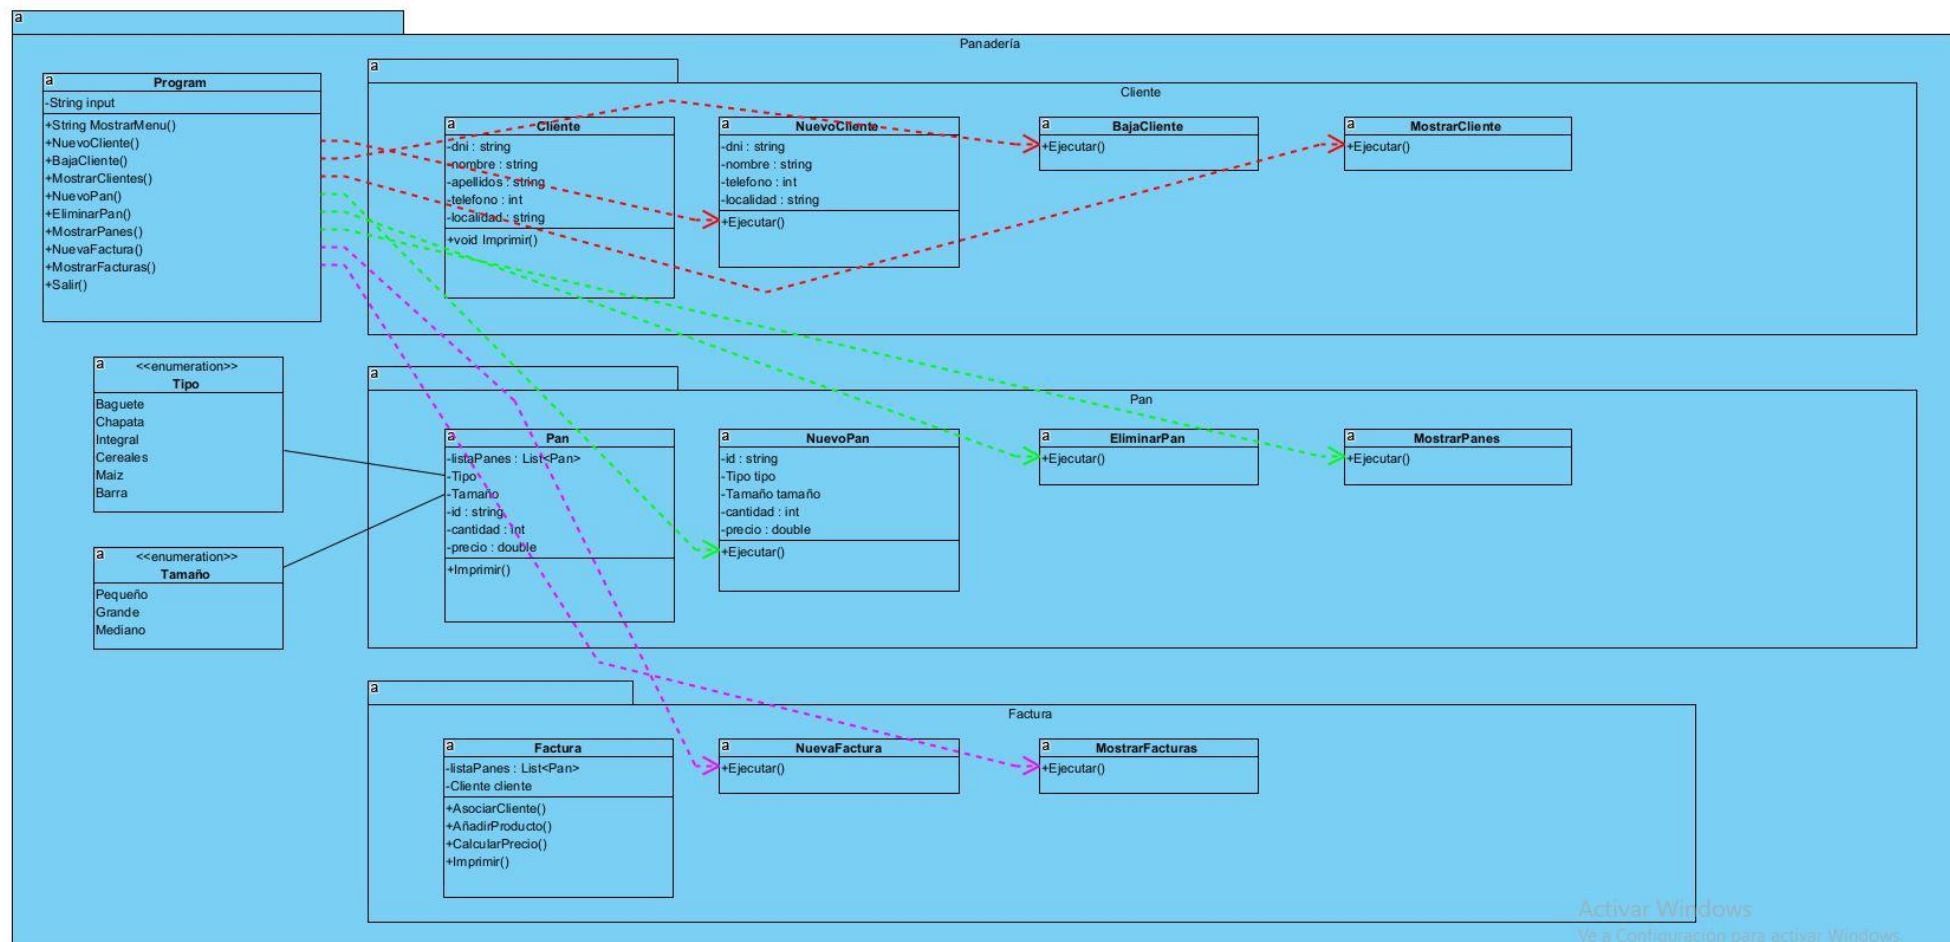 a
Panadería
a
Program
-String input
+String MostrarMenu()
+NuevoCliente()
+BajaCliente()
+MostrarClientes()
+NuevoPan()
+EliminarPan()
+MostrarPanes()
+NuevaFactura()
+MostrarFacturas()
+Salir()
a
Cliente
a
Cliente
-dni : string
-nombre : string
-apellidos : string
-telefono : int
-localidad : string
+void Imprimir()
a
NuevoCliente
-dni : string
-nombre : string
-telefono : int
-localidad : string
+Ejecutar()
a
BajaCliente
+Ejecutar()
a
MostrarCliente
+Ejecutar()
a
<<enumeration>>
Tipo
Baguete
Chapata
Integral
Cereales
Maiz
Barra
a
<<enumeration>>
Tamaño
Pequeño
Grande
Mediano
a
Pan
a
Pan
-listaPanes : List<Pan>
-Tipo
-Tamaño
-id : string
-cantidad : int
-precio : double
+Imprimir()
a
NuevoPan
-id : string
-Tipo tipo
-Tamaño tamaño
-cantidad : int
-precio : double
+Ejecutar()
a
EliminarPan
+Ejecutar()
a
MostrarPanes
+Ejecutar()
a
Factura
a
Factura
-listaPanes : List<Pan>
-Cliente cliente
+AsociarCliente()
+AñadirProducto()
+CalcularPrecio()
+Imprimir()
a
NuevaFactura
+Ejecutar()
a
MostrarFacturas
+Ejecutar()
Activar Windows
Ve a Configuración para activar Windows.